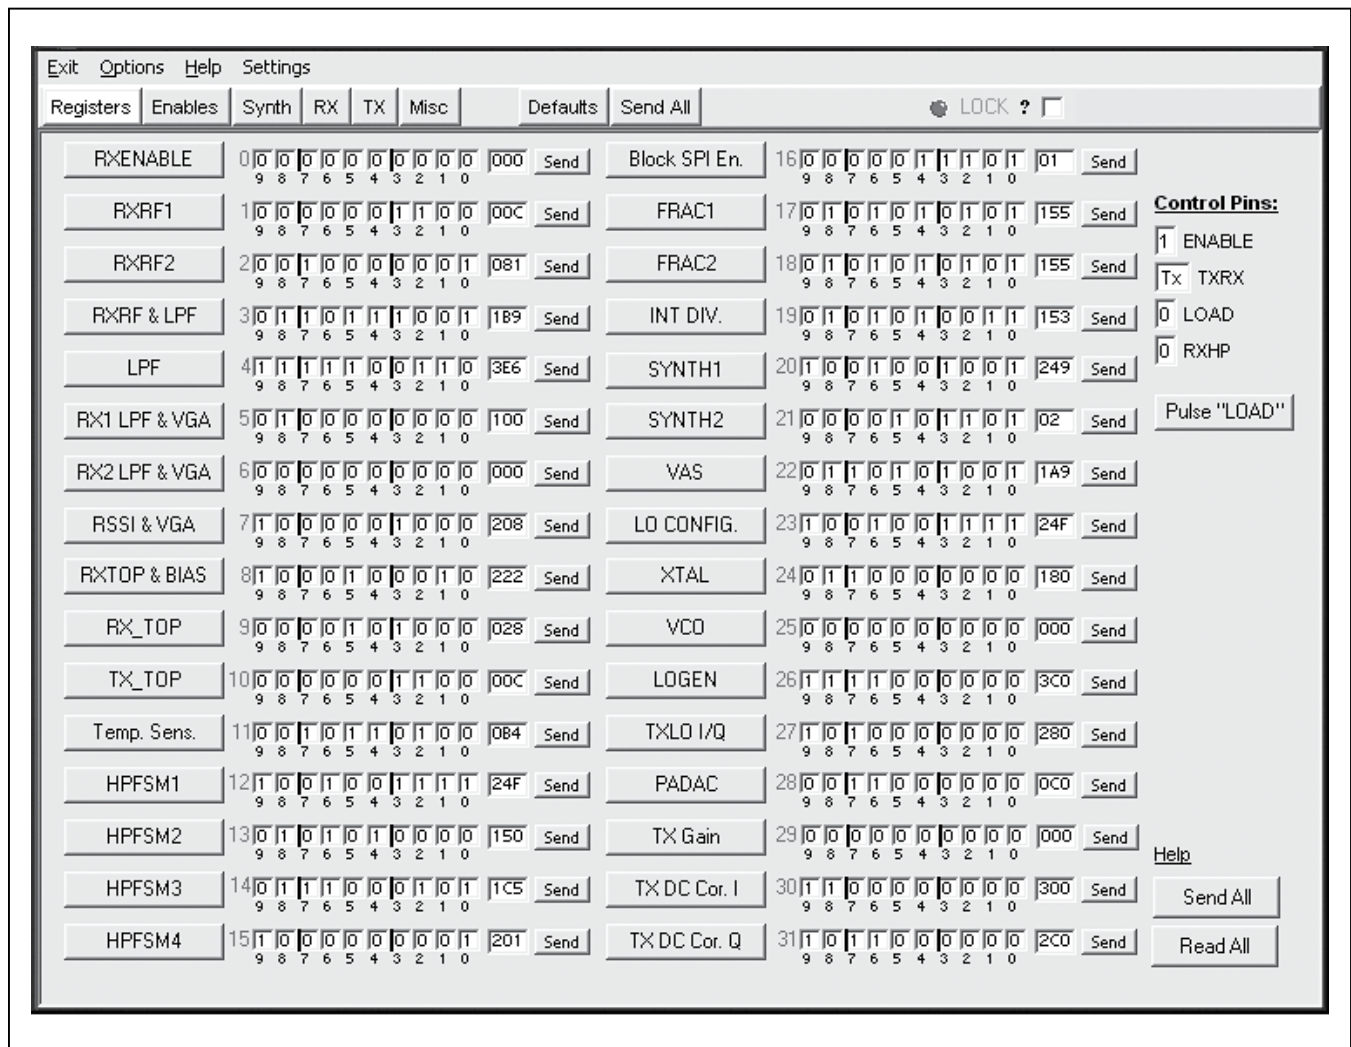 Exit Options Help Settings
Registers Enables Synth RX TX Misc Defaults Send All LOCK ?
RXENABLE 0 0 0 0 0 0 0 0 0 0 0 000 Send Block SPI En. 16 0 0 0 0 0 1 1 1 0 1 01 Send
9 8 7 6 5 4 3 2 1 0 9 8 7 6 5 4 3 2 1 0
RXRF1 1 0 0 0 0 0 0 1 1 0 0 00C Send FRAC1 17 0 1 0 1 0 1 0 1 0 1 155 Send Control Pins:
9 8 7 6 5 4 3 2 1 0 9 8 7 6 5 4 3 2 1 0
1 ENABLE
RXRF2 2 0 0 1 0 0 0 0 0 0 1 081 Send FRAC2 18 0 1 0 1 0 1 0 1 0 1 155 Send
9 8 7 6 5 4 3 2 1 0 9 8 7 6 5 4 3 2 1 0
Tx TXRX
RXRF & LPF 3 0 1 1 0 1 1 1 0 0 1 1B9 Send INT DIV. 19 0 1 0 1 0 1 0 0 1 1 153 Send 0 LOAD
9 8 7 6 5 4 3 2 1 0 9 8 7 6 5 4 3 2 1 0
0 RXHP
LPF 4 1 1 1 1 1 0 0 1 1 0 3E6 Send SYNTH1 20 1 0 0 1 0 0 1 0 0 1 249 Send
9 8 7 6 5 4 3 2 1 0 9 8 7 6 5 4 3 2 1 0
RX1 LPF & VGA 5 0 1 0 0 0 0 0 0 0 0 100 Send SYNTH2 21 0 0 0 0 1 0 1 1 0 1 02 Send Pulse "LOAD"
9 8 7 6 5 4 3 2 1 0 9 8 7 6 5 4 3 2 1 0
RX2 LPF & VGA 6 0 0 0 0 0 0 0 0 0 0 000 Send VAS 22 0 1 1 0 1 0 1 0 0 1 1A9 Send
9 8 7 6 5 4 3 2 1 0 9 8 7 6 5 4 3 2 1 0
RSSI & VGA 7 1 0 0 0 0 0 1 0 0 0 208 Send LO CONFIG. 23 1 0 0 1 0 0 1 1 1 1 24F Send
9 8 7 6 5 4 3 2 1 0 9 8 7 6 5 4 3 2 1 0
RXTOP & BIAS 8 1 0 0 0 1 0 0 0 1 0 222 Send XTAL 24 0 1 1 0 0 0 0 0 0 0 180 Send
9 8 7 6 5 4 3 2 1 0 9 8 7 6 5 4 3 2 1 0
RX_TOP 9 0 0 0 0 1 0 1 0 0 0 028 Send VCO 25 0 0 0 0 0 0 0 0 0 0 000 Send
9 8 7 6 5 4 3 2 1 0 9 8 7 6 5 4 3 2 1 0
TX_TOP 10 0 0 0 0 0 0 1 1 0 0 00C Send LOGEN 26 1 1 1 1 0 0 0 0 0 0 3C0 Send
9 8 7 6 5 4 3 2 1 0 9 8 7 6 5 4 3 2 1 0
Temp. Sens. 11 0 0 1 0 1 1 0 1 0 0 0B4 Send TXLO I/Q 27 1 0 1 0 0 0 0 0 0 0 280 Send
9 8 7 6 5 4 3 2 1 0 9 8 7 6 5 4 3 2 1 0
HPFSM1 12 1 0 0 1 0 0 1 1 1 1 24F Send PADAC 28 0 0 1 1 0 0 0 0 0 0 0C0 Send
9 8 7 6 5 4 3 2 1 0 9 8 7 6 5 4 3 2 1 0
HPFSM2 13 0 1 0 1 0 1 0 0 0 0 150 Send TX Gain 29 0 0 0 0 0 0 0 0 0 0 000 Send
9 8 7 6 5 4 3 2 1 0 9 8 7 6 5 4 3 2 1 0 Help
HPFSM3 14 0 1 1 1 0 0 0 1 0 1 1C5 Send TX DC Cor. I 30 1 1 0 0 0 0 0 0 0 0 300 Send Send All
9 8 7 6 5 4 3 2 1 0 9 8 7 6 5 4 3 2 1 0
HPFSM4 15 1 0 0 0 0 0 0 0 0 1 201 Send TX DC Cor. Q 31 1 0 1 1 0 0 0 0 0 0 2C0 Send Read All
9 8 7 6 5 4 3 2 1 0 9 8 7 6 5 4 3 2 1 0